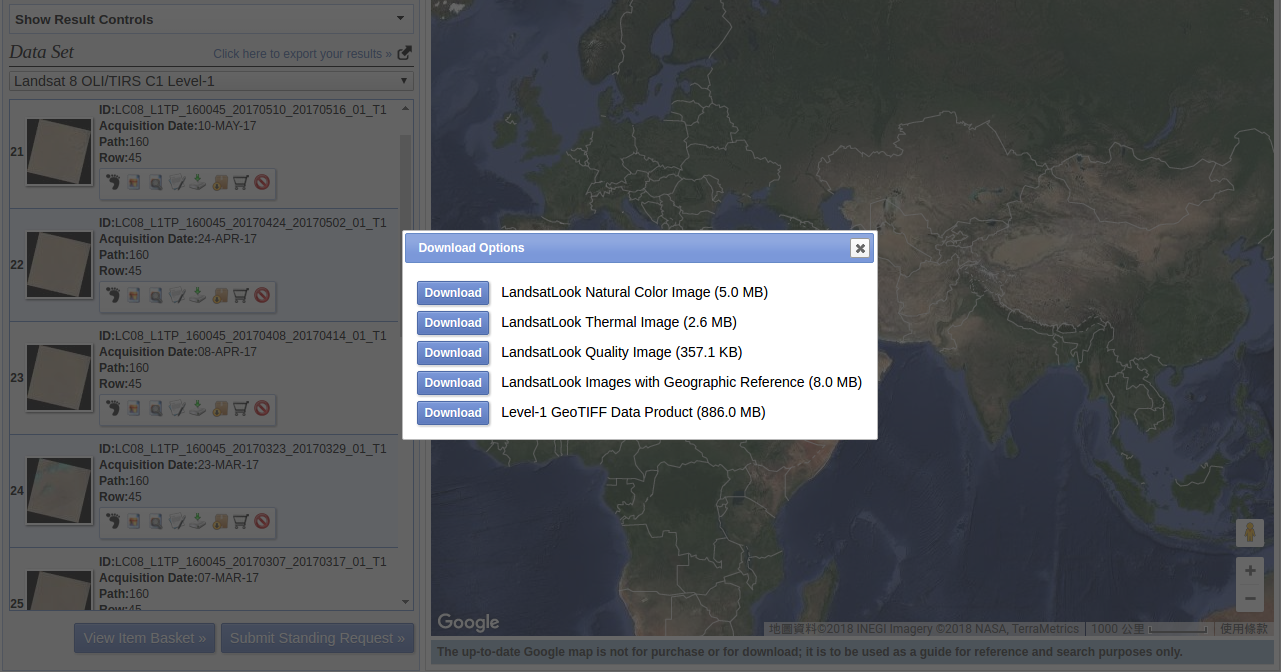 Show Result Controls
Data Set
Click here to export your results »
Landsat 8 OLI/TIRS C1 Level-1
21
ID:LC08_L1TP_160045_20170510_20170516_01_T1
Acquisition Date:10-MAY-17
Path:160
Row:45
22
ID:LC08_L1TP_160045_20170424_20170502_01_T1
Acquisition Date:24-APR-17
Path:160
Row:45
23
ID:LC08_L1TP_160045_20170408_20170414_01_T1
Acquisition Date:08-APR-17
Path:160
Row:45
24
ID:LC08_L1TP_160045_20170323_20170329_01_T1
Acquisition Date:23-MAR-17
Path:160
Row:45
25
ID:LC08_L1TP_160045_20170307_20170317_01_T1
Acquisition Date:07-MAR-17
Path:160
Row:45
View Item Basket »
Submit Standing Request »
Download Options
Download LandsatLook Natural Color Image (5.0 MB)
Download LandsatLook Thermal Image (2.6 MB)
Download LandsatLook Quality Image (357.1 KB)
Download LandsatLook Images with Geographic Reference (8.0 MB)
Download Level-1 GeoTIFF Data Product (886.0 MB)
Google
地圖資料©2018 INEGI Imagery ©2018 NASA, TerraMetrics
1000 公里
使用條款
The up-to-date Google map is not for purchase or for download; it is to be used as a guide for reference and search purposes only.